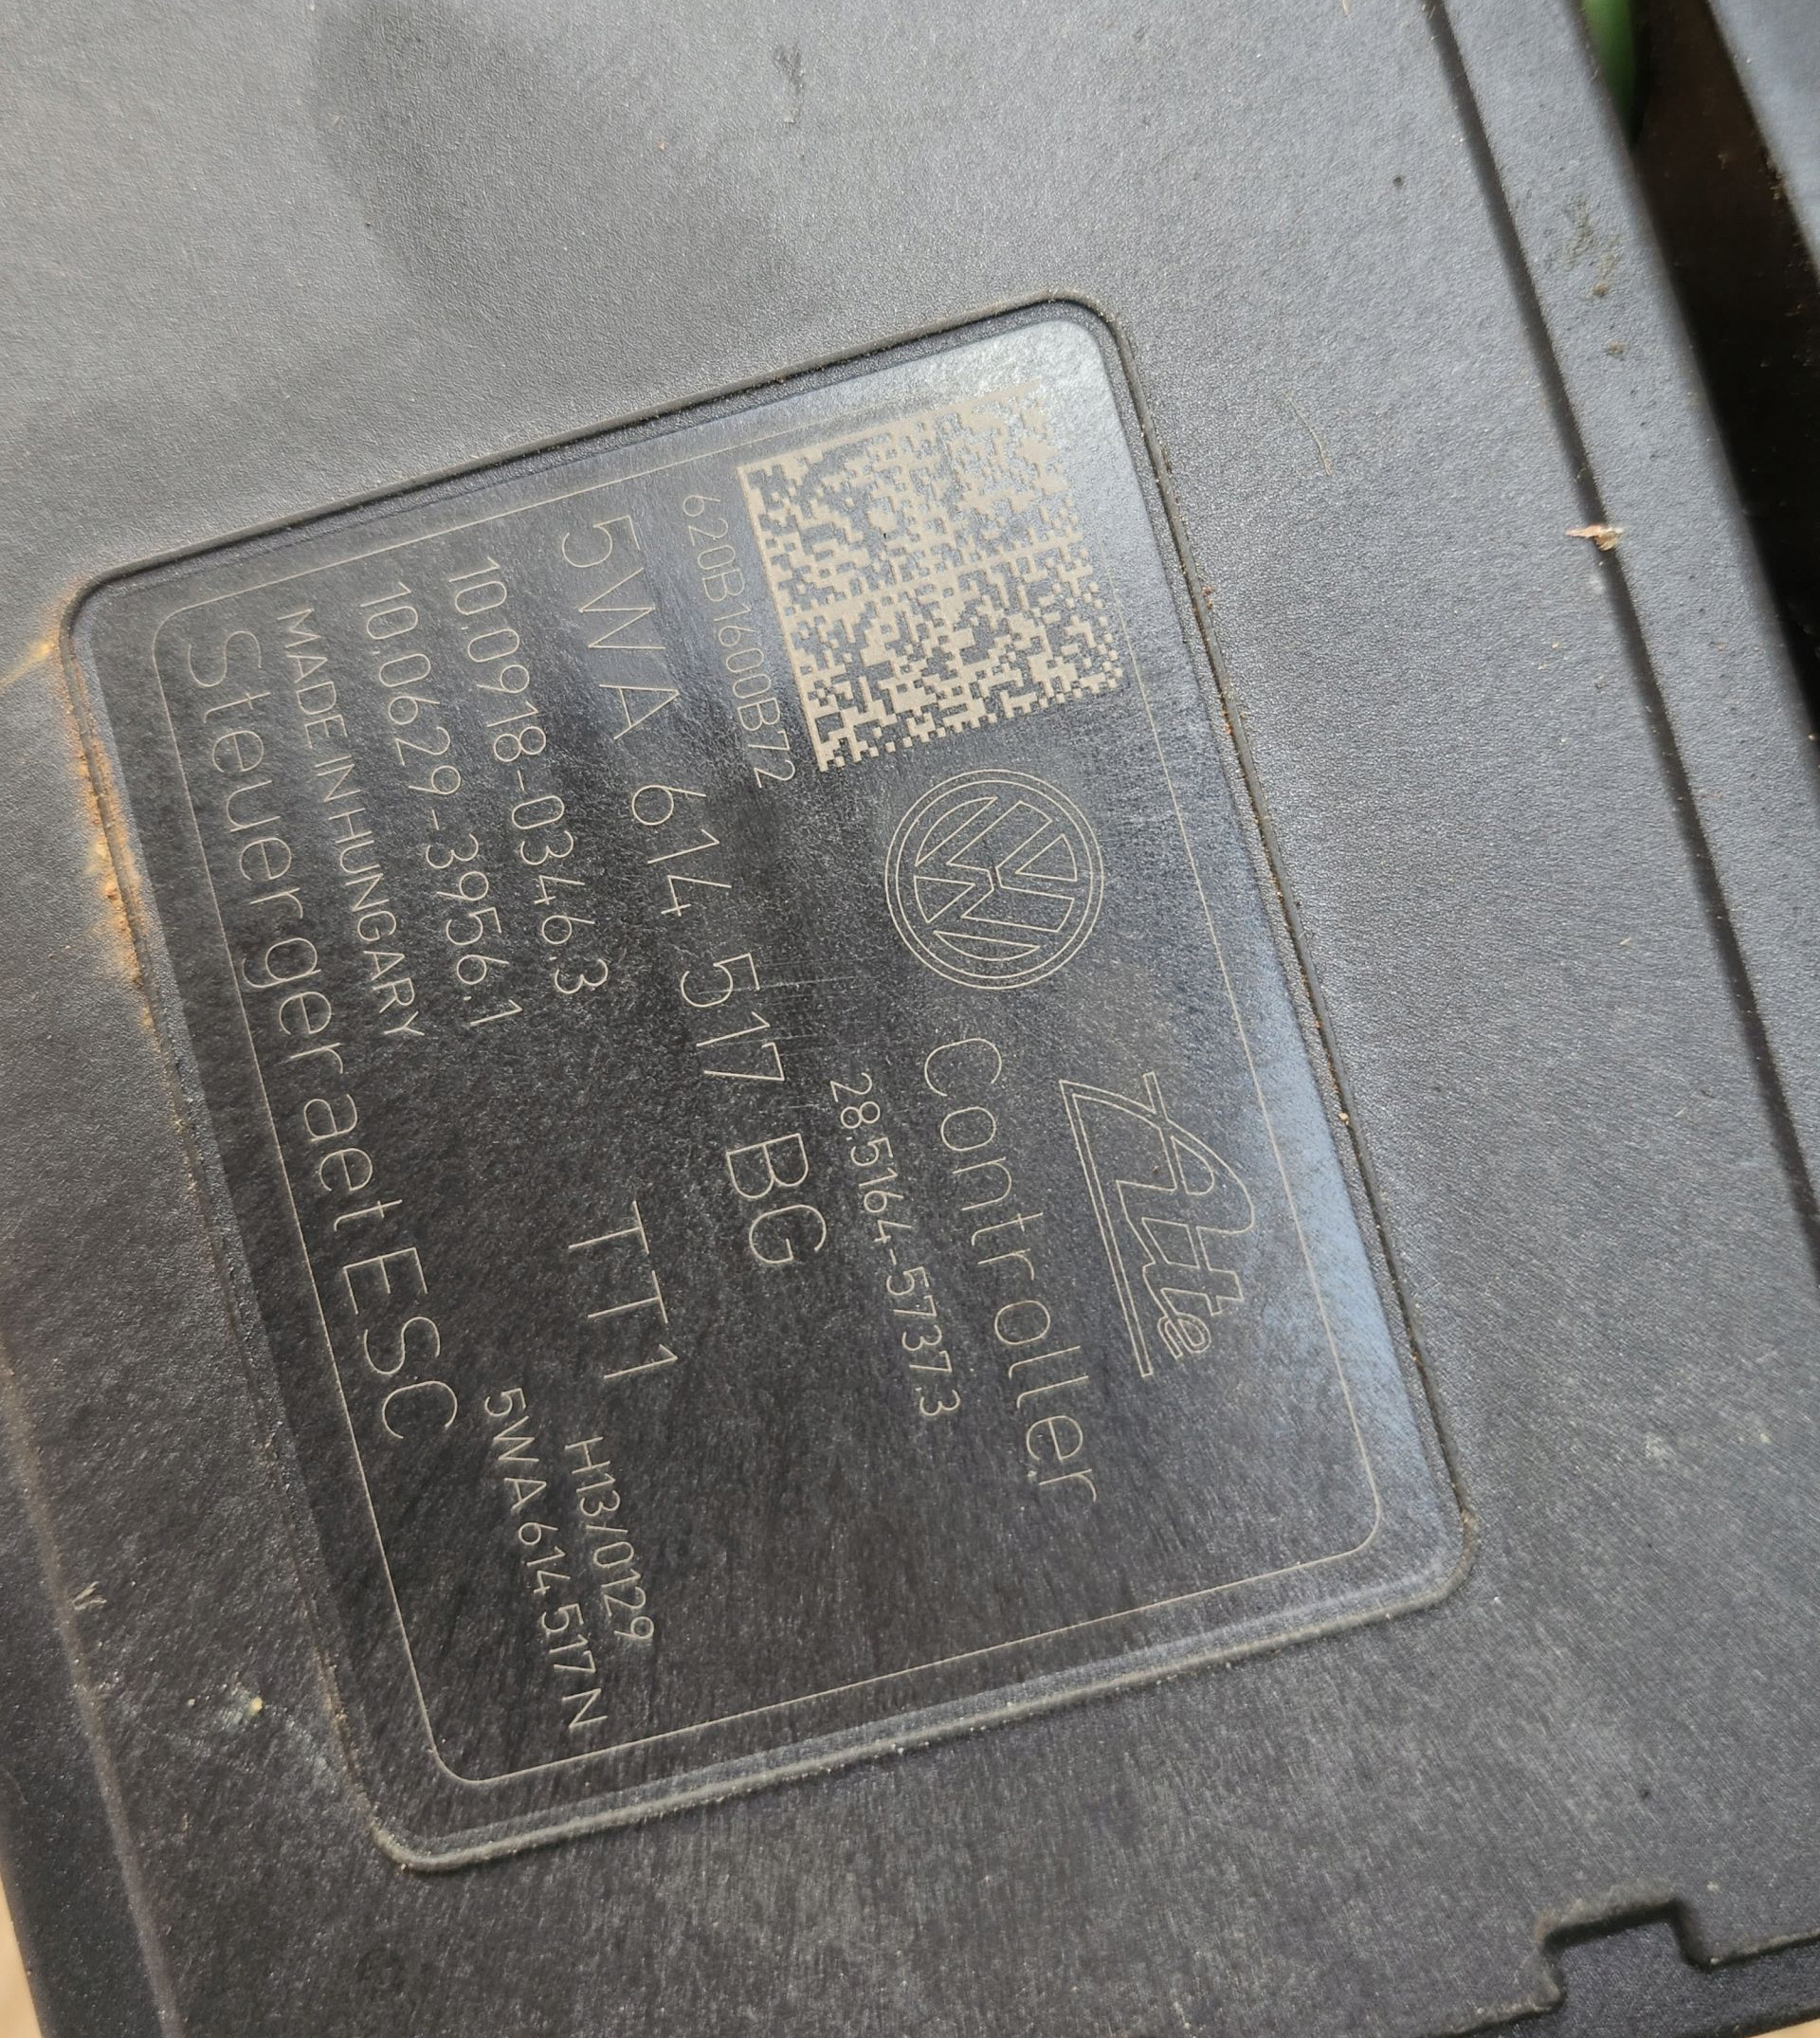 Ate
Controller
28.5164-5737.3
620B1600B72
5WA 614 517 BG
TT1
10.0918-0346.3
H13/0129
10.0629-3956.1
5WA 614 517 N
MADE IN HUNGARY
Steuergeraet ESC